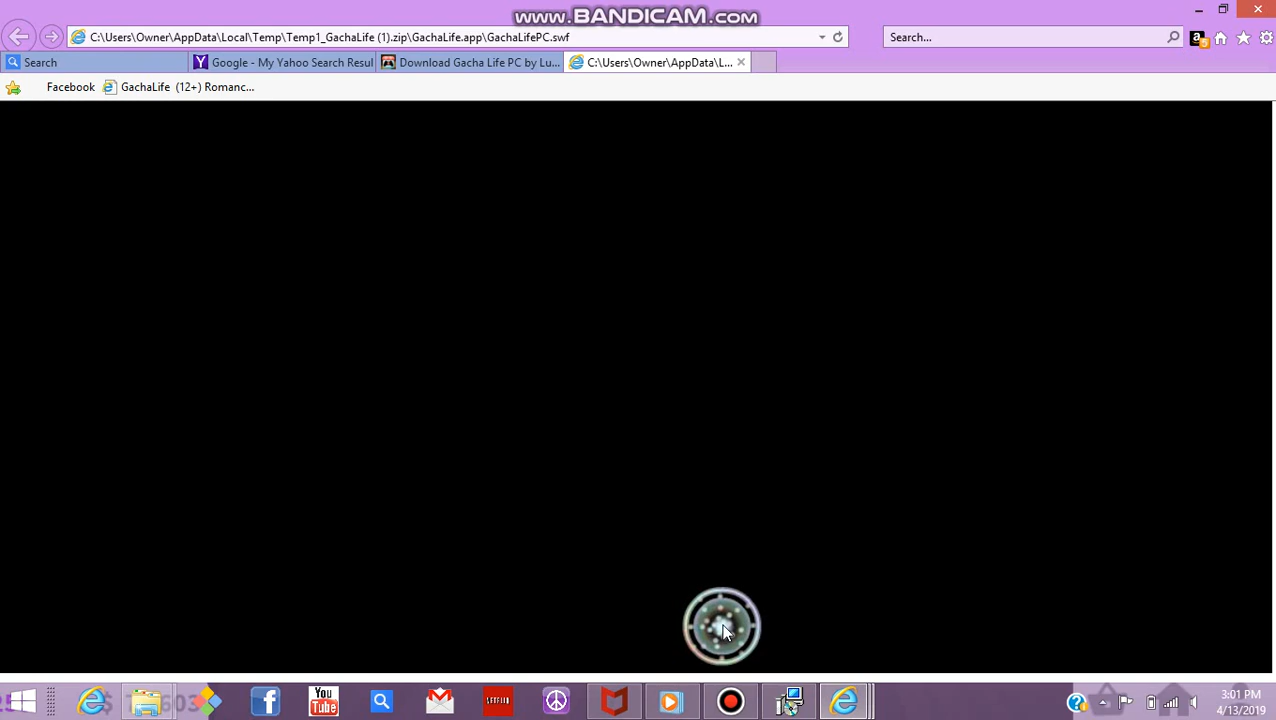 www.BANDICAM.com
C:\Users\Owner\AppData\Local\Temp\Temp1_GachaLife (1).zip\GachaLife.app\GachaLifePC.swf
Search...
Search
Google - My Yahoo Search Resul
Download Gacha Life PC by Lu...
C:\Users\Owner\AppData\L...
Facebook
GachaLife (12+) Romanc...
You
Tube
NETFLIX
3:01 PM
4/13/2019